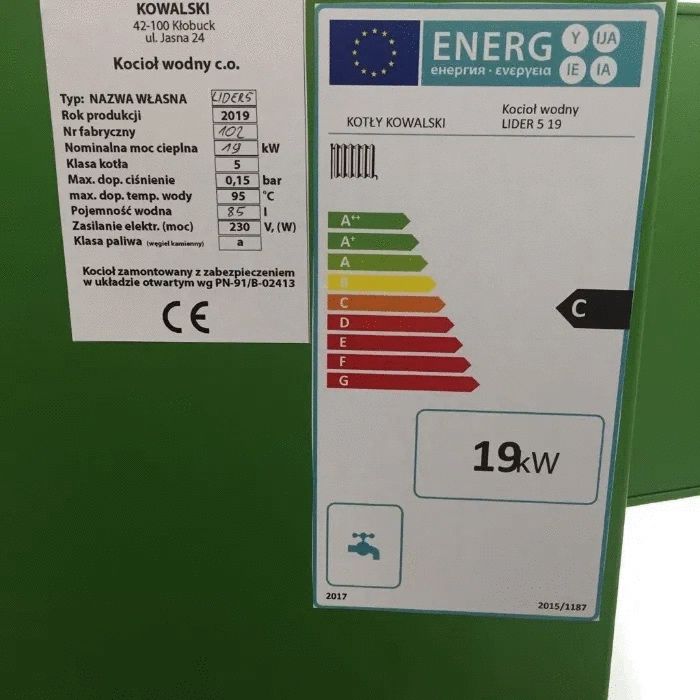 KOWALSKI
42-100 Kłobuck
ul. Jasna 24
Kocioł wodny c.o.
Typ: NAZWA WŁASNA LIDER5
Rok produkcji 2019
Nr fabryczny 102
Nominalna moc cieplna 19 kW
Klasa kotła 5
Max. dop. ciśnienie 0,15 bar
max. dop. temp. wody 95 °C
Pojemność wodna 85 l
Zasilanie elektr. (moc) 230 V, (W)
Klasa paliwa (węgiel kamienny) a
Kocioł zamontowany z zabezpieczeniem
w układzie otwartym wg PN-91/B-02413
CE
ENERG Y IJA
енергия · ενεργεια IE IA
KOTŁY KOWALSKI
Kocioł wodny
LIDER 5 19
A++
A+
A
B
C
D
E
F
G
C
19 kW
2017
2015/1187